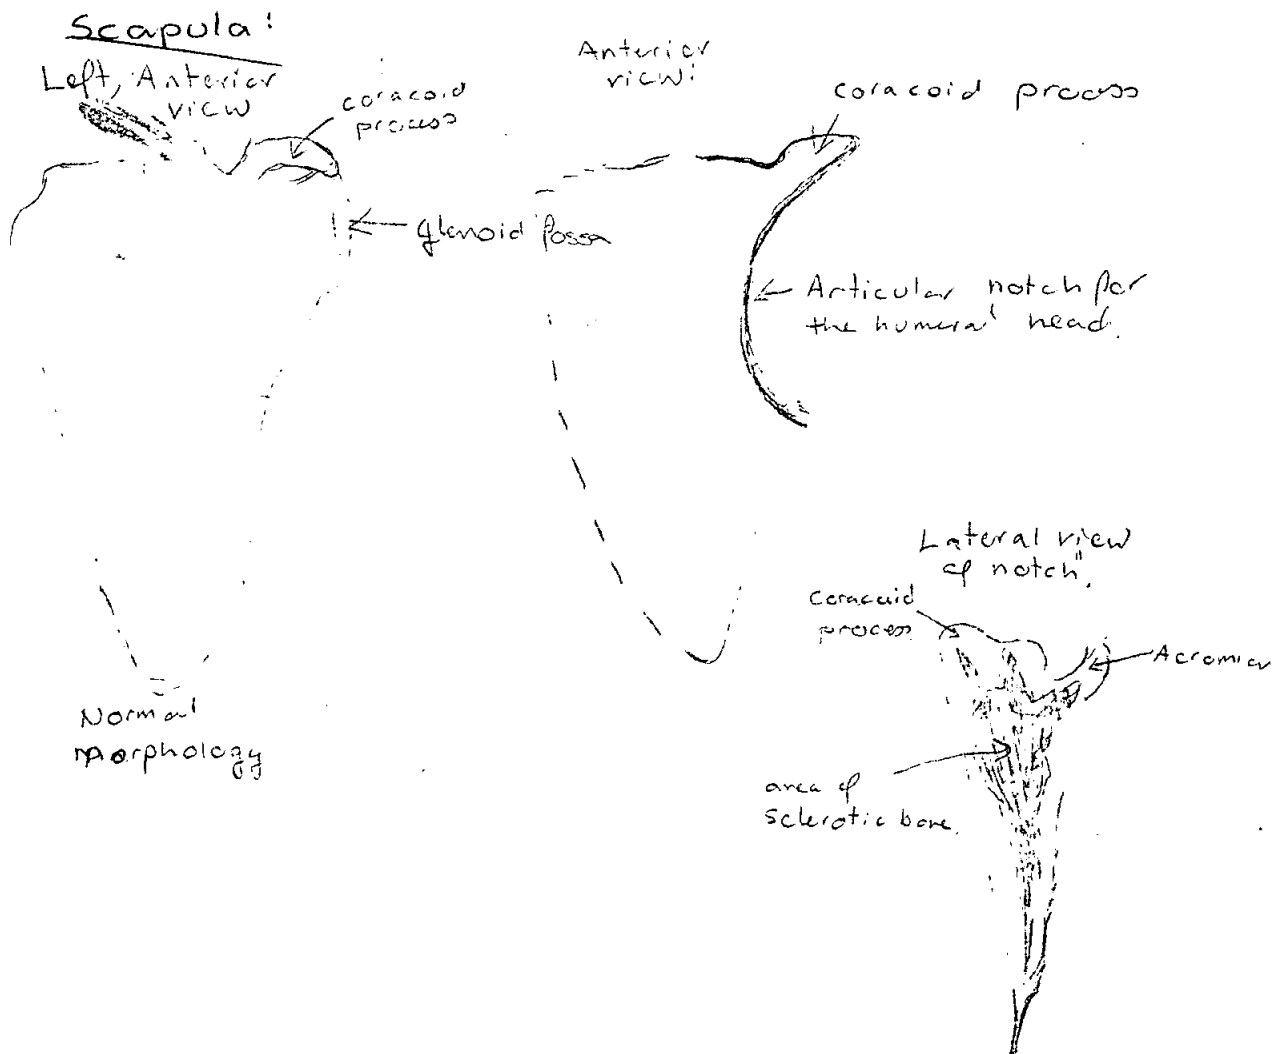 Scapula:
Left, Anterior
view
coracoid
process
glenoid fossa
Normal
morphology
Anterior
view:
coracoid process
Articular notch for
the humeral head.
Lateral view
of notch".
coracoid
process
Acromion
area of
sclerotic bone.